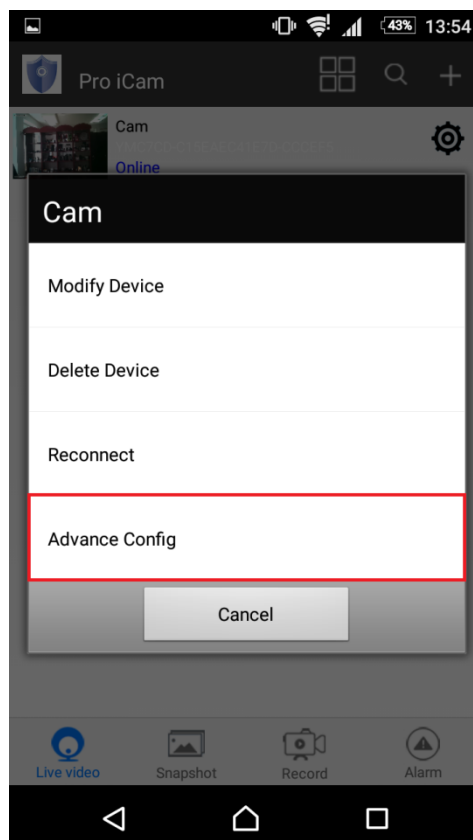 43% 13:54
Pro iCam
Cam
Online
Cam
Modify Device
Delete Device
Reconnect
Advance Config
Cancel
Live video Snapshot Record Alarm